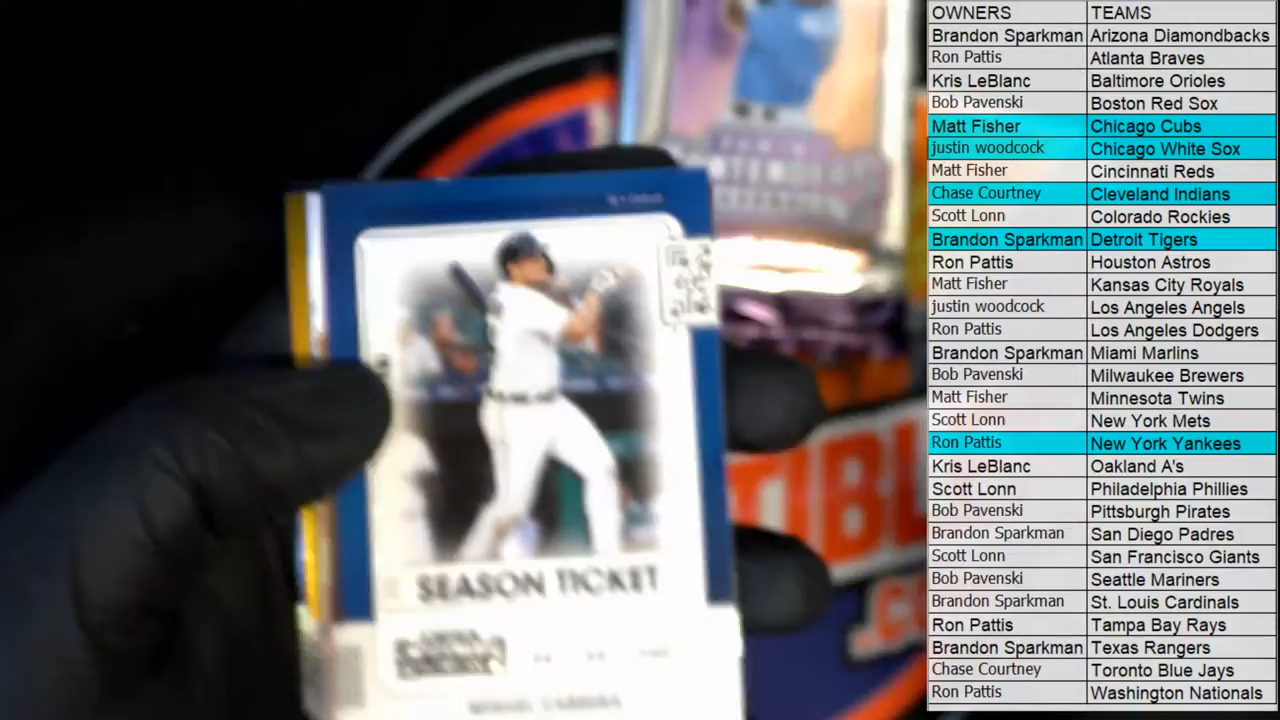 OWNERS TEAMS
Brandon Sparkman Arizona Diamondbacks
Ron Pattis Atlanta Braves
Kris LeBlanc Baltimore Orioles
Bob Pavenski Boston Red Sox
Matt Fisher Chicago Cubs
justin woodcock Chicago White Sox
Matt Fisher Cincinnati Reds
Chase Courtney Cleveland Indians
Scott Lonn Colorado Rockies
Brandon Sparkman Detroit Tigers
Ron Pattis Houston Astros
Matt Fisher Kansas City Royals
justin woodcock Los Angeles Angels
Ron Pattis Los Angeles Dodgers
Brandon Sparkman Miami Marlins
Bob Pavenski Milwaukee Brewers
Matt Fisher Minnesota Twins
Scott Lonn New York Mets
Ron Pattis New York Yankees
Kris LeBlanc Oakland A's
Scott Lonn Philadelphia Phillies
Bob Pavenski Pittsburgh Pirates
Brandon Sparkman San Diego Padres
Scott Lonn San Francisco Giants
Bob Pavenski Seattle Mariners
Brandon Sparkman St. Louis Cardinals
Ron Pattis Tampa Bay Rays
Brandon Sparkman Texas Rangers
Chase Courtney Toronto Blue Jays
Ron Pattis Washington Nationals
SEASON TICKET